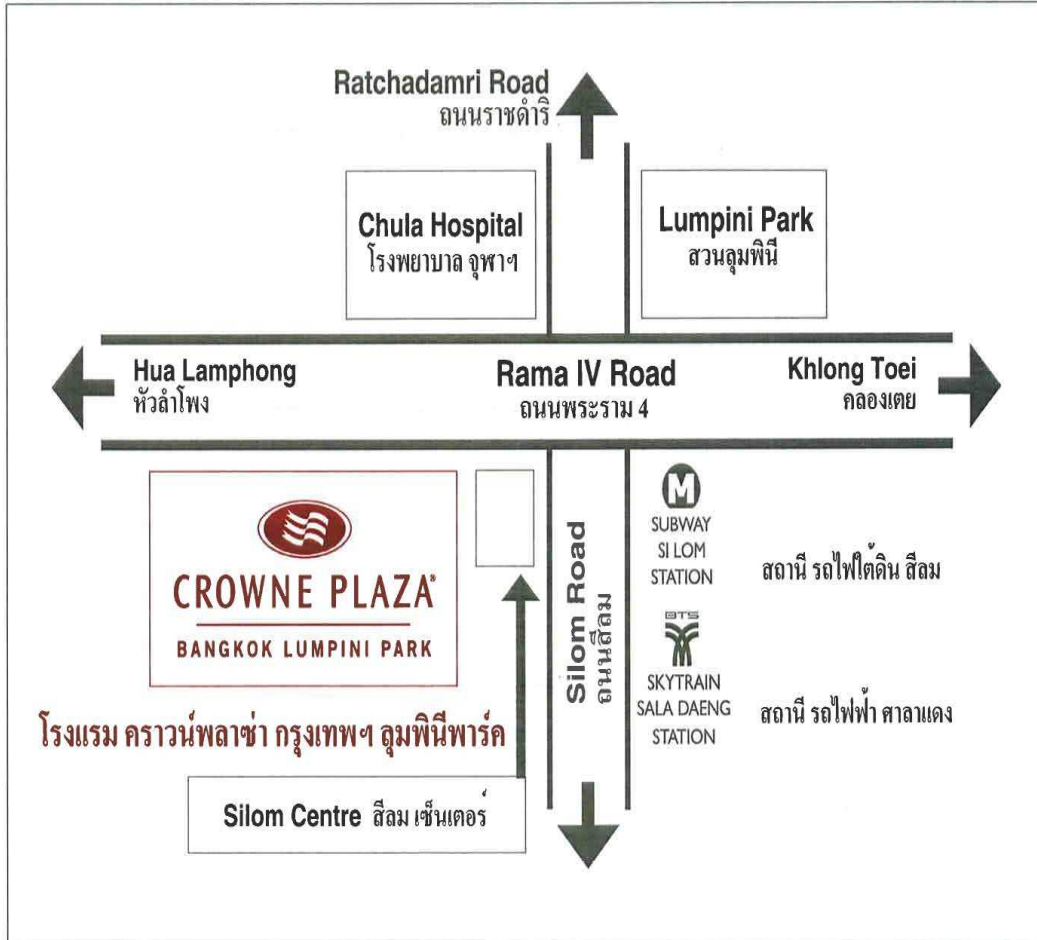 Ratchadamri Road
ถนนราชดำริ
Chula Hospital
โรงพยาบาล จุฬาฯ
Lumpini Park
สวนลุมพินี
Hua Lamphong
หัวลำโพง
Rama IV Road
ถนนพระราม 4
Khlong Toei
คลองเตย
CROWNE PLAZA®
BANGKOK LUMPINI PARK
โรงแรม คราวน์พลาซ่า กรุงเทพฯ ลุมพินีพาร์ค
Silom Centre สีลม เซ็นเตอร์
Silom Road
ถนนสีลม
M
SUBWAY
SI LOM
STATION
สถานี รถไฟใต้ดิน สีลม
BTS
SKYTRAIN
SALA DAENG
STATION
สถานี รถไฟฟ้า ศาลาแดง